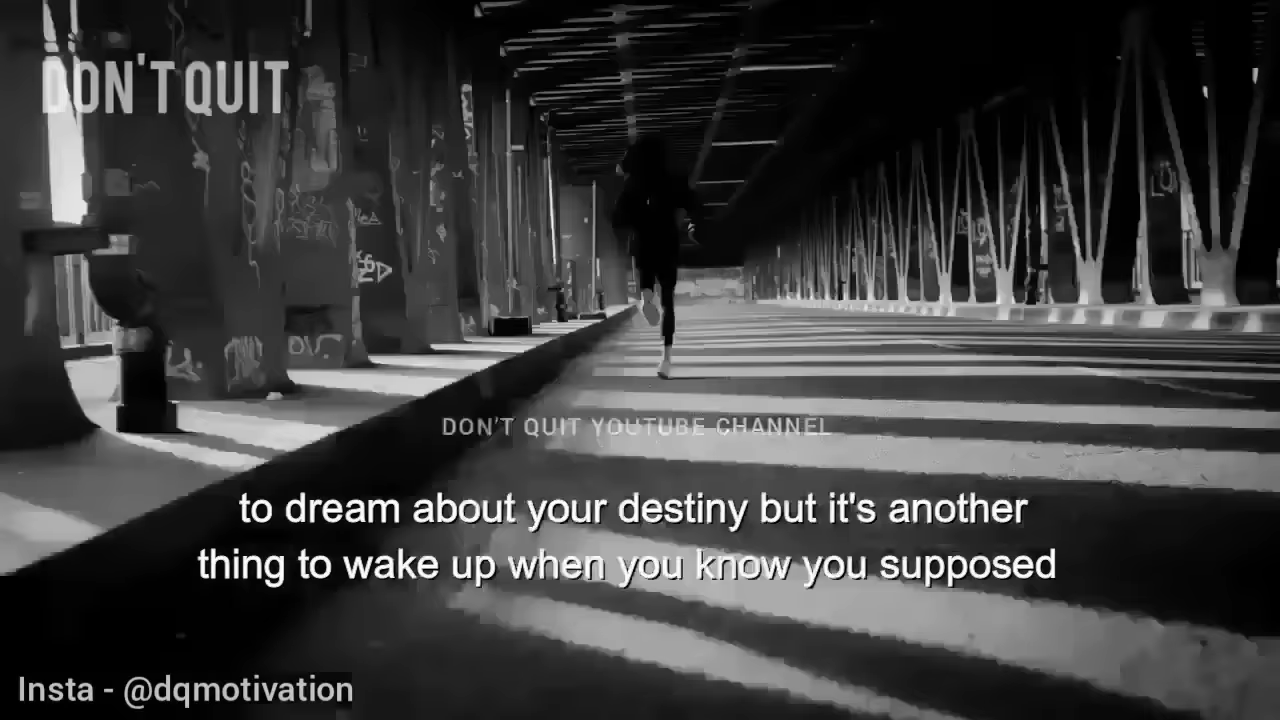 DON'T QUIT
DON'T QUIT YOUTUBE CHANNEL
to dream about your destiny but it's another
thing to wake up when you know you supposed
Insta - @dqmotivation